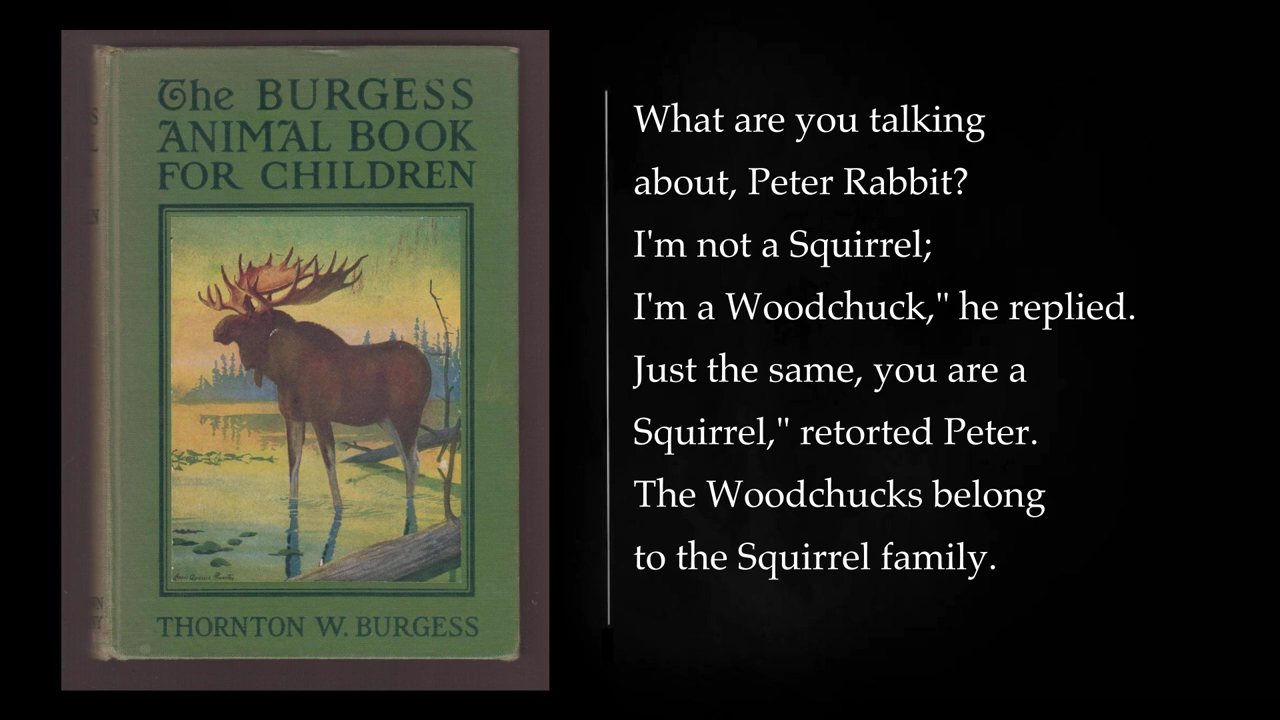 The BURGESS
ANIMAL BOOK
FOR CHILDREN
THORNTON W. BURGESS
What are you talking
about, Peter Rabbit?
I'm not a Squirrel;
I'm a Woodchuck," he replied.
Just the same, you are a
Squirrel," retorted Peter.
The Woodchucks belong
to the Squirrel family.